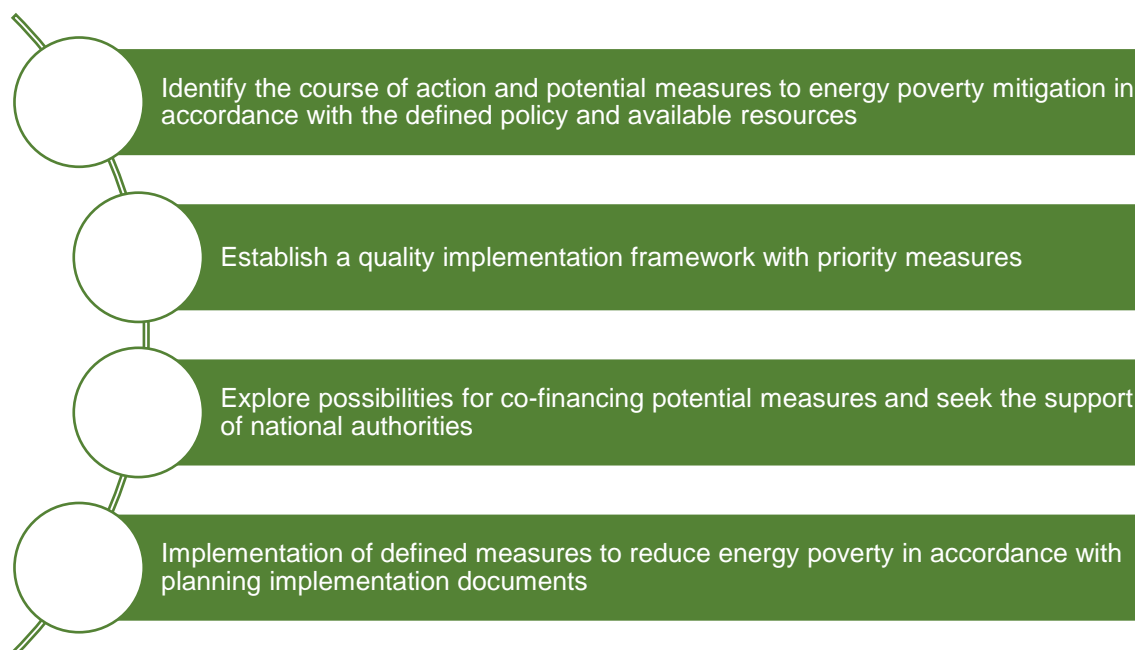 Identify the course of action and potential measures to energy poverty mitigation in
accordance with the defined policy and available resources
Establish a quality implementation framework with priority measures
Explore possibilities for co-financing potential measures and seek the support
of national authorities
Implementation of defined measures to reduce energy poverty in accordance with
planning implementation documents